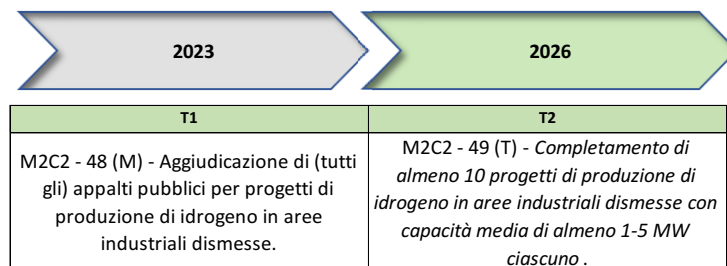 2023
2026
T1
T2
M2C2 - 48 (M) - Aggiudicazione di (tutti
gli) appalti pubblici per progetti di
produzione di idrogeno in aree
industriali dismesse.
M2C2 - 49 (T) - Completamento di
almeno 10 progetti di produzione di
idrogeno in aree industriali dismesse con
capacità media di almeno 1-5 MW
ciascuno .